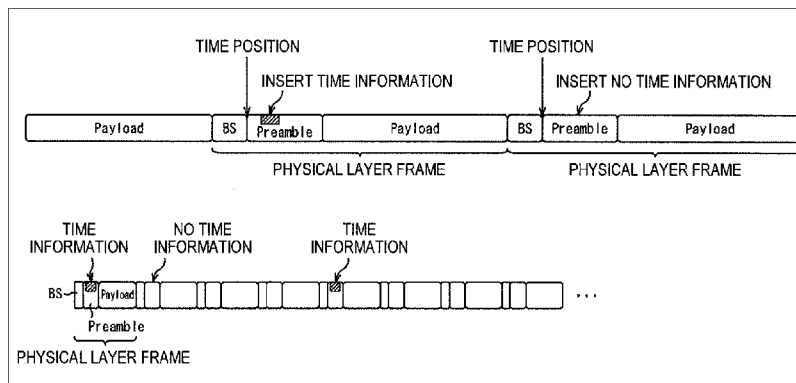 TIME POSITION TIME POSITION
INSERT TIME INFORMATION INSERT NO TIME INFORMATION
Payload BS Preamble Payload BS Preamble Payload
PHYSICAL LAYER FRAME PHYSICAL LAYER FRAME
TIME INFORMATION NO TIME INFORMATION TIME INFORMATION
BS Payload ...
Preamble
PHYSICAL LAYER FRAME